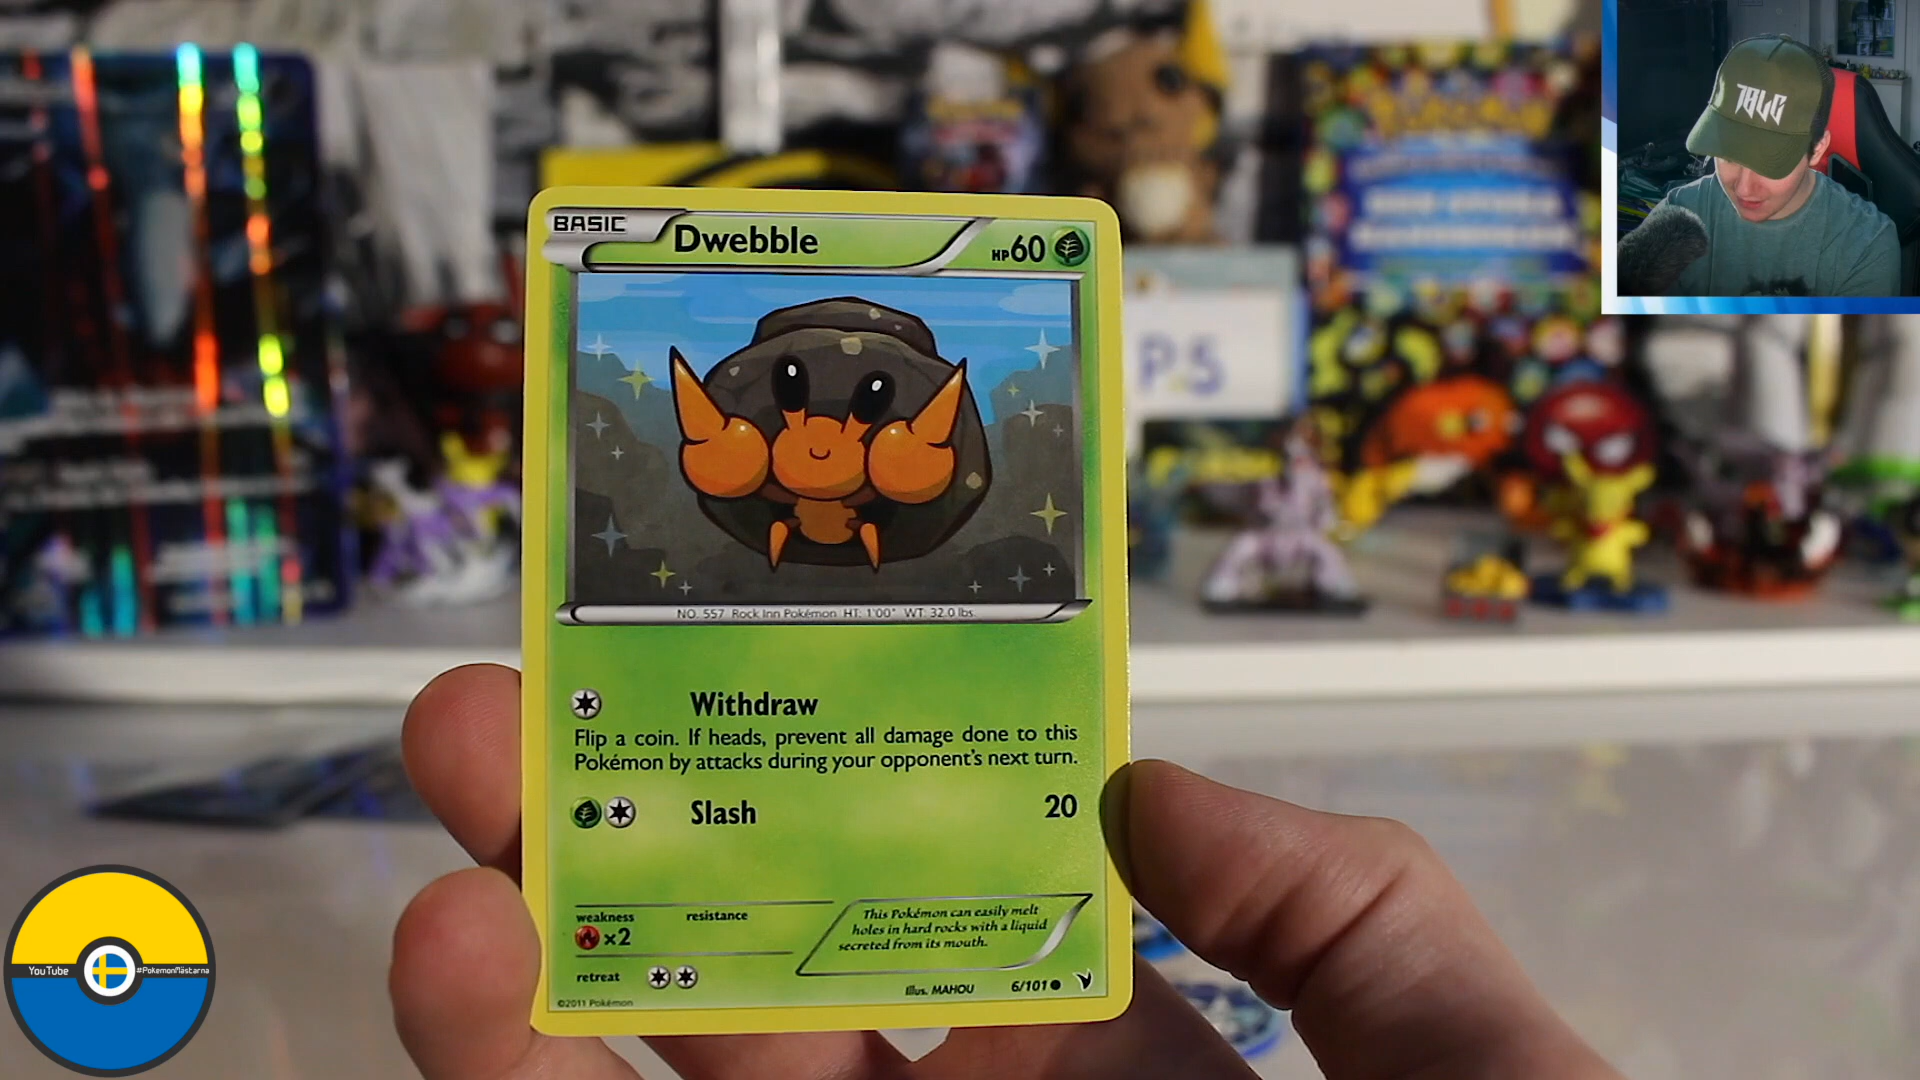 BASIC
Dwebble
HP60
NO. 557 Rock Inn Pokémon HT: 1'00" WT: 32.0 lbs.
Withdraw
Flip a coin. If heads, prevent all damage done to this
Pokémon by attacks during your opponent's next turn.
Slash 20
weakness resistance
x2
retreat
This Pokémon can easily melt
holes in hard rocks with a liquid
secreted from its mouth.
Illus. MAHOU 6/101
©2011 Pokémon
P.5
YouTube #PokemonMästarna